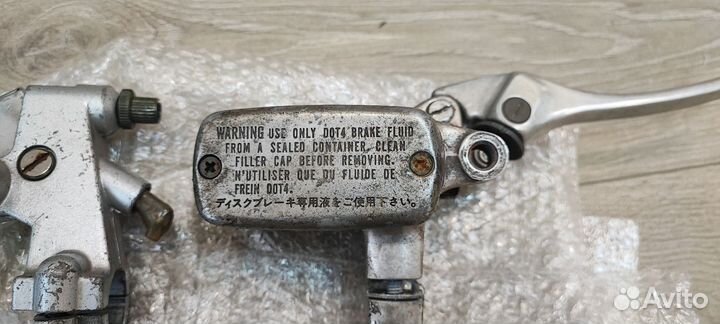 WARNING USE ONLY DOT4 BRAKE FLUID
FROM A SEALED CONTAINER. CLEAN
FILLER CAP BEFORE REMOVING.
N'UTILISER QUE DU FLUIDE DE
FREIN DOT4.
ディスクブレーキ専用液をご使用下さい。
Avito